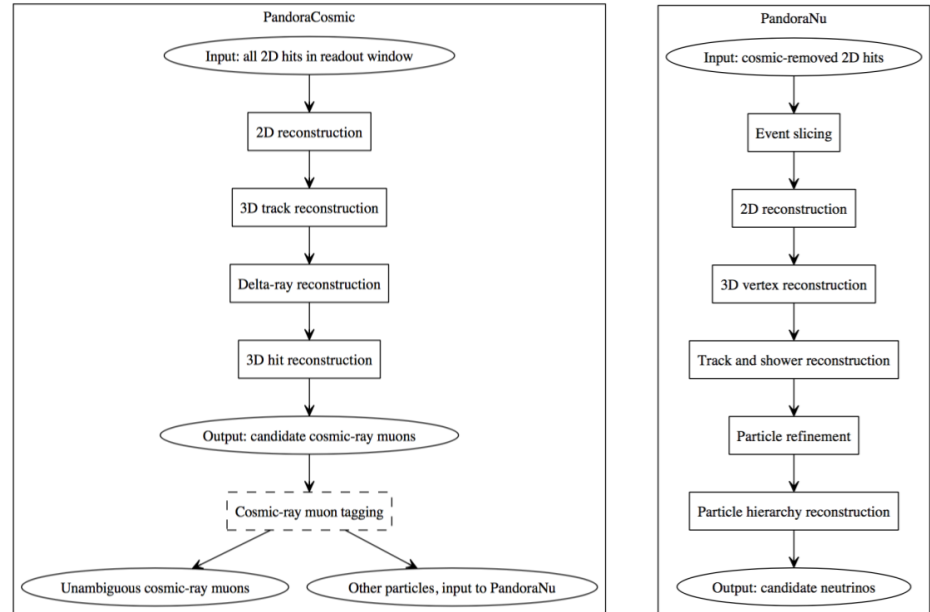 PandoraCosmic
Input: all 2D hits in readout window
2D reconstruction
3D track reconstruction
Delta-ray reconstruction
3D hit reconstruction
Output: candidate cosmic-ray muons
Cosmic-ray muon tagging
Unambiguous cosmic-ray muons
Other particles, input to PandoraNu
PandoraNu
Input: cosmic-removed 2D hits
Event slicing
2D reconstruction
3D vertex reconstruction
Track and shower reconstruction
Particle refinement
Particle hierarchy reconstruction
Output: candidate neutrinos